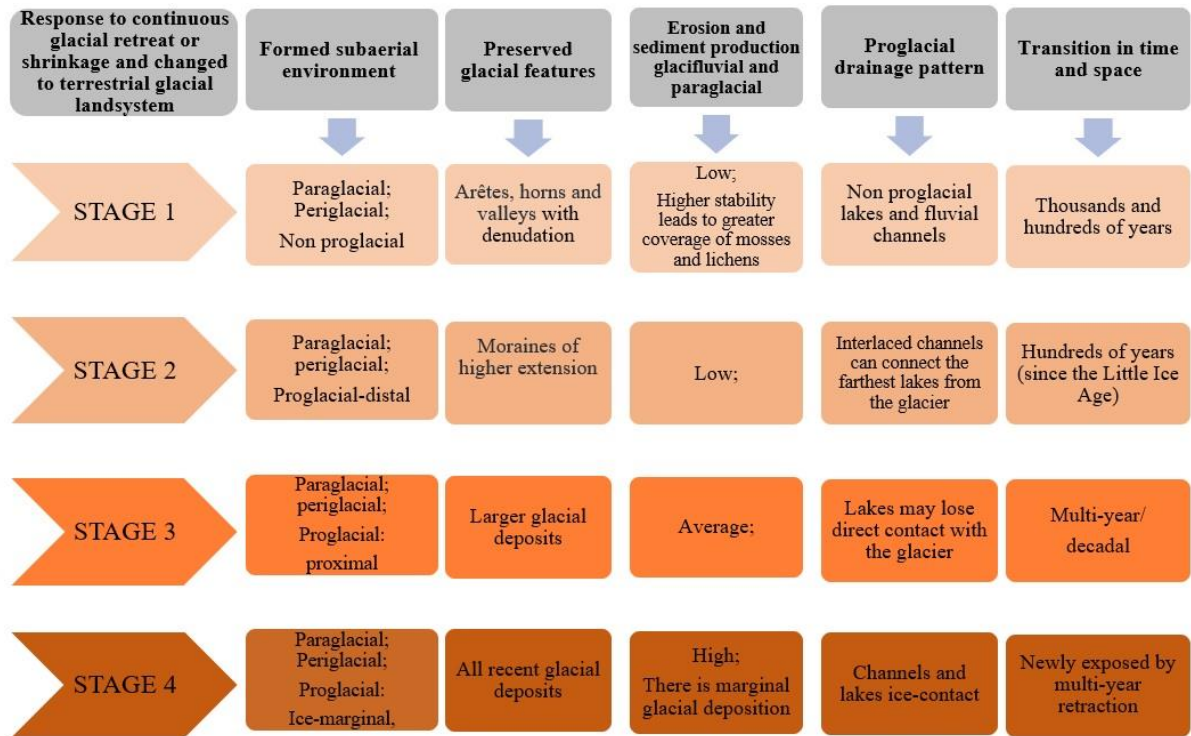 Response to continuous
glacial retreat or
shrinkage and changed
to terrestrial glacial
landsystem
Formed subaerial
environment
Preserved
glacial features
Erosion and
sediment production
glacifluvial and
paraglacial
Proglacial
drainage pattern
Transition in time
and space
STAGE 1
Paraglacial;
Periglacial;
Non proglacial
Arêtes, horns and
valleys with
denudation
Low;
Higher stability
leads to greater
coverage of mosses
and lichens
Non proglacial
lakes and fluvial
channels
Thousands and
hundreds of years
STAGE 2
Paraglacial;
periglacial;
Proglacial-distal
Moraines of
higher extension
Low;
Interlaced channels
can connect the
farthest lakes from
the glacier
Hundreds of years
(since the Little Ice
Age)
STAGE 3
Paraglacial;
periglacial;
Proglacial:
proximal
Larger glacial
deposits
Average;
Lakes may lose
direct contact with
the glacier
Multi-year/
decadal
STAGE 4
Paraglacial;
Periglacial;
Proglacial:
Ice-marginal,
All recent glacial
deposits
High;
There is marginal
glacial deposition
Channels and
lakes ice-contact
Newly exposed by
multi-year
retraction